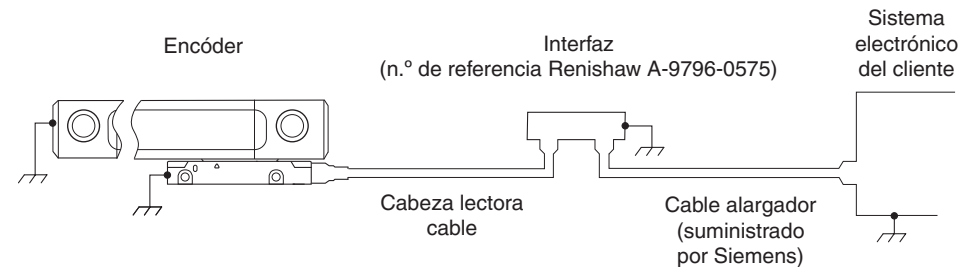 Encóder
Interfaz
(n.º de referencia Renishaw A-9796-0575)
Sistema
electrónico
del cliente
Cabeza lectora
cable
Cable alargador
(suministrado
por Siemens)